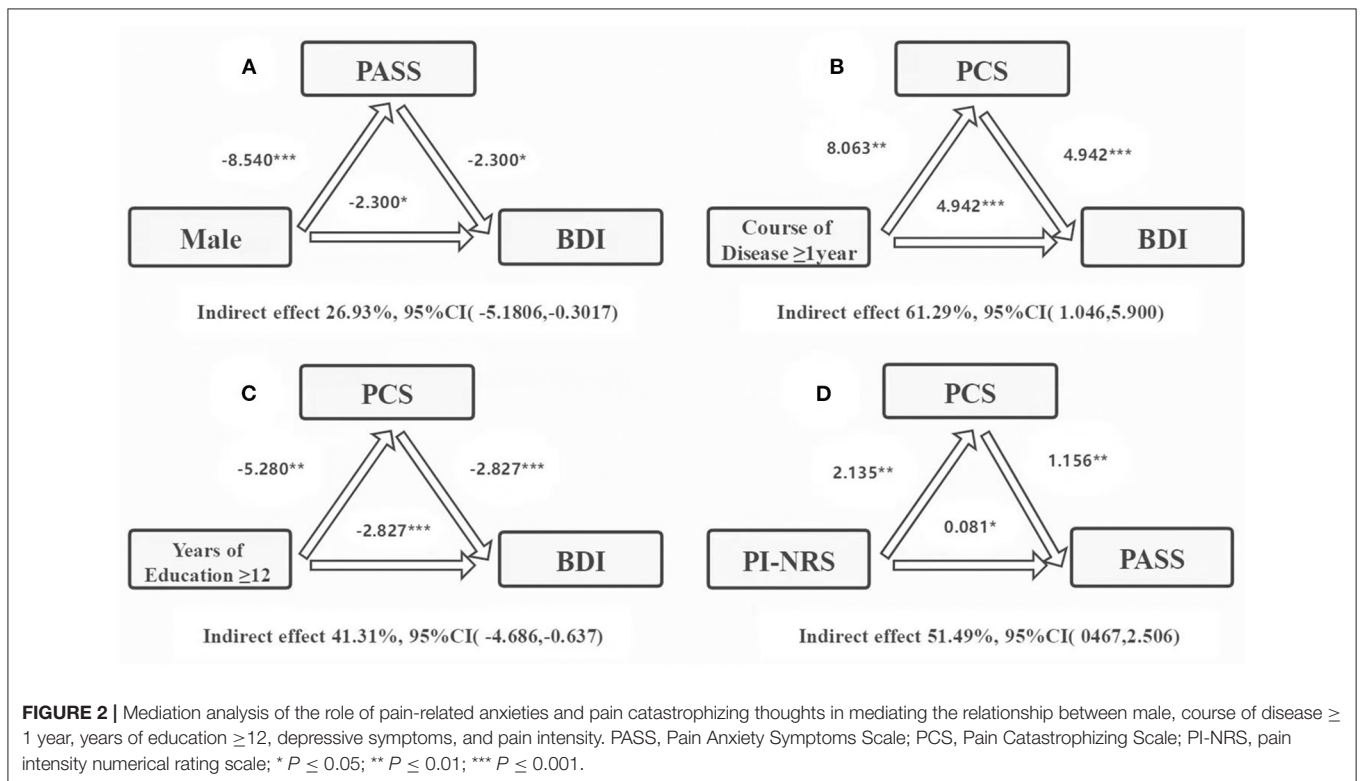 A
PASS
-8.540***
-2.300*
-2.300*
Male
BDI
Indirect effect 26.93%, 95%CI( -5.1806,-0.3017)
B
PCS
8.063**
4.942***
4.942***
Course of
Disease ≥1year
BDI
Indirect effect 61.29%, 95%CI( 1.046,5.900)
C
PCS
-5.280**
-2.827***
-2.827***
Years of
Education ≥12
BDI
Indirect effect 41.31%, 95%CI( -4.686,-0.637)
D
PCS
2.135**
1.156**
0.081*
PI-NRS
PASS
Indirect effect 51.49%, 95%CI( 0467,2.506)
FIGURE 2 | Mediation analysis of the role of pain-related anxieties and pain catastrophizing thoughts in mediating the relationship between male, course of disease ≥
1 year, years of education ≥12, depressive symptoms, and pain intensity. PASS, Pain Anxiety Symptoms Scale; PCS, Pain Catastrophizing Scale; PI-NRS, pain
intensity numerical rating scale; * P ≤ 0.05; ** P ≤ 0.01; *** P ≤ 0.001.